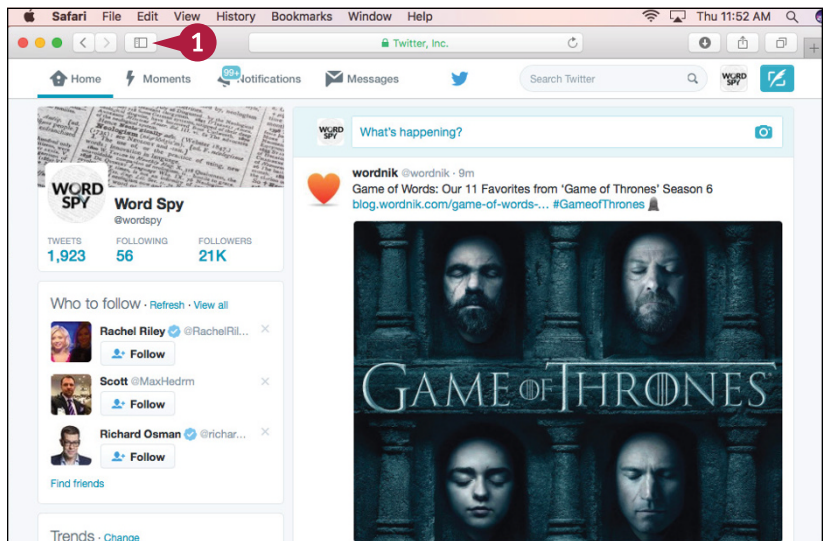 Safari File Edit View History Bookmarks Window Help Thu 11:52 AM
1
Twitter, Inc.
Home Moments 99+ Notifications Messages Search Twitter WORD SPY
WORD SPY What's happening?
wordnik @wordnik · 9m
Game of Words: Our 11 Favorites from 'Game of Thrones' Season 6
blog.wordnik.com/game-of-words-... #GameofThrones
GAME OF THRONES
WORD
SPY
Word Spy
@wordspy
TWEETS FOLLOWING FOLLOWERS
1,923 56 21K
Who to follow · Refresh · View all
Rachel Riley @RachelRil...
Follow
Scott @MaxHedrm
Follow
Richard Osman @richar...
Follow
Find friends
Trends · Change